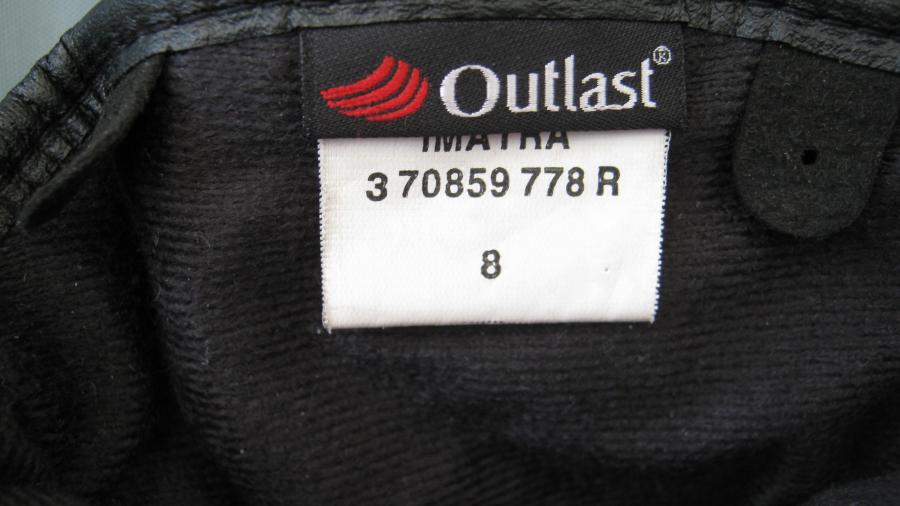 Outlast®
IMATRA
3 70859 778 R
8